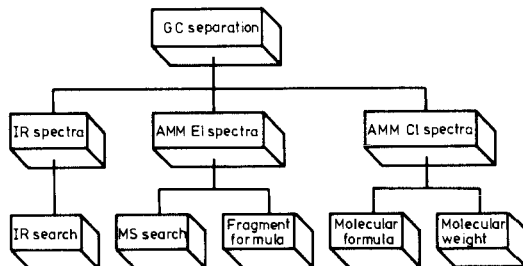 GC separation
IR spectra
AMM EI spectra
AMM CI spectra
IR search
MS search
Fragment
formula
Molecular
formula
Molecular
weight